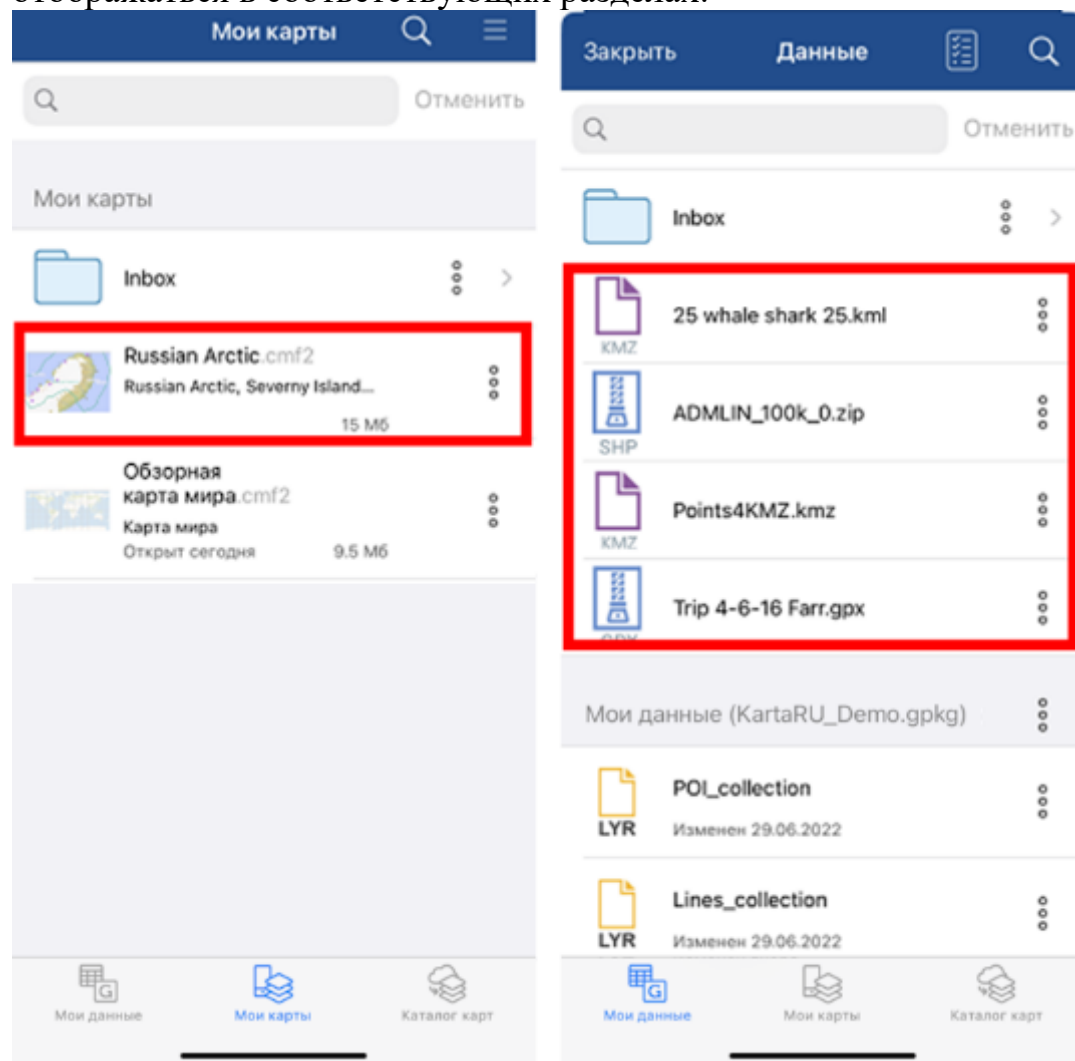 отображаться в соответствующих разделах.
Мои карты
Отменить
Мои карты
Inbox
Russian Arctic.cmf2
Russian Arctic, Severny Island...
15 Мб
Обзорная
карта мира.cmf2
Карта мира
Открыт сегодня 9.5 Мб
Мои данные Мои карты Каталог карт
Закрыть Данные
Отменить
Inbox
25 whale shark 25.kml
KMZ
ADMLIN_100k_0.zip
SHP
Points4KMZ.kmz
KMZ
Trip 4-6-16 Farr.gpx
GPX
Мои данные (KartaRU_Demo.gpkg)
POI_collection
LYR Изменен 29.06.2022
Lines_collection
LYR Изменен 29.06.2022
Мои данные Мои карты Каталог карт